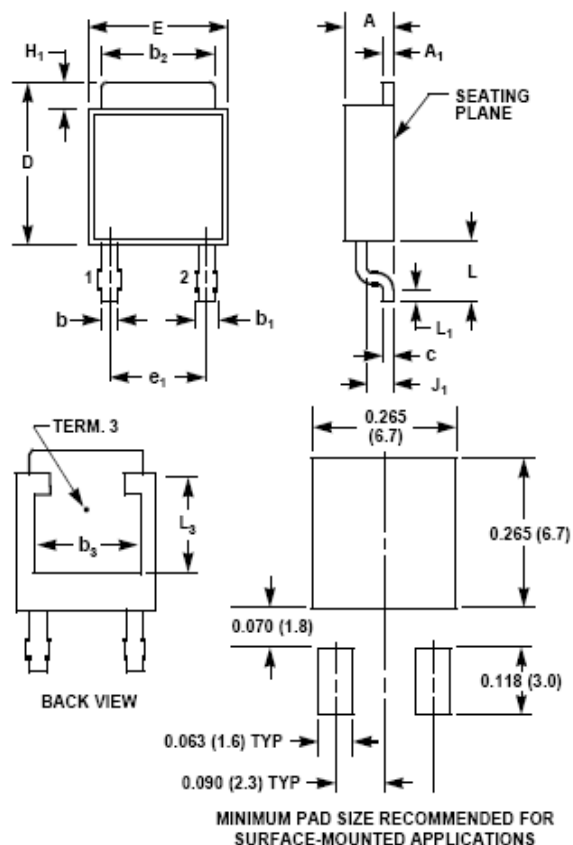 E
A
H1
b2
A1
SEATING
PLANE
D
1
2
L
b
b1
L1
e1
c
J1
TERM. 3
0.265
(6.7)
L3
b3
0.265 (6.7)
0.070 (1.8)
0.118 (3.0)
BACK VIEW
0.063 (1.6) TYP
0.090 (2.3) TYP
MINIMUM PAD SIZE RECOMMENDED FOR
SURFACE-MOUNTED APPLICATIONS